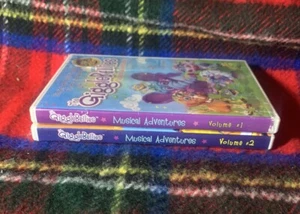 GiggleBellies
GiggleBellies • Musical Adventures • Volume #1
GiggleBellies • Musical Adventures • Volume #2